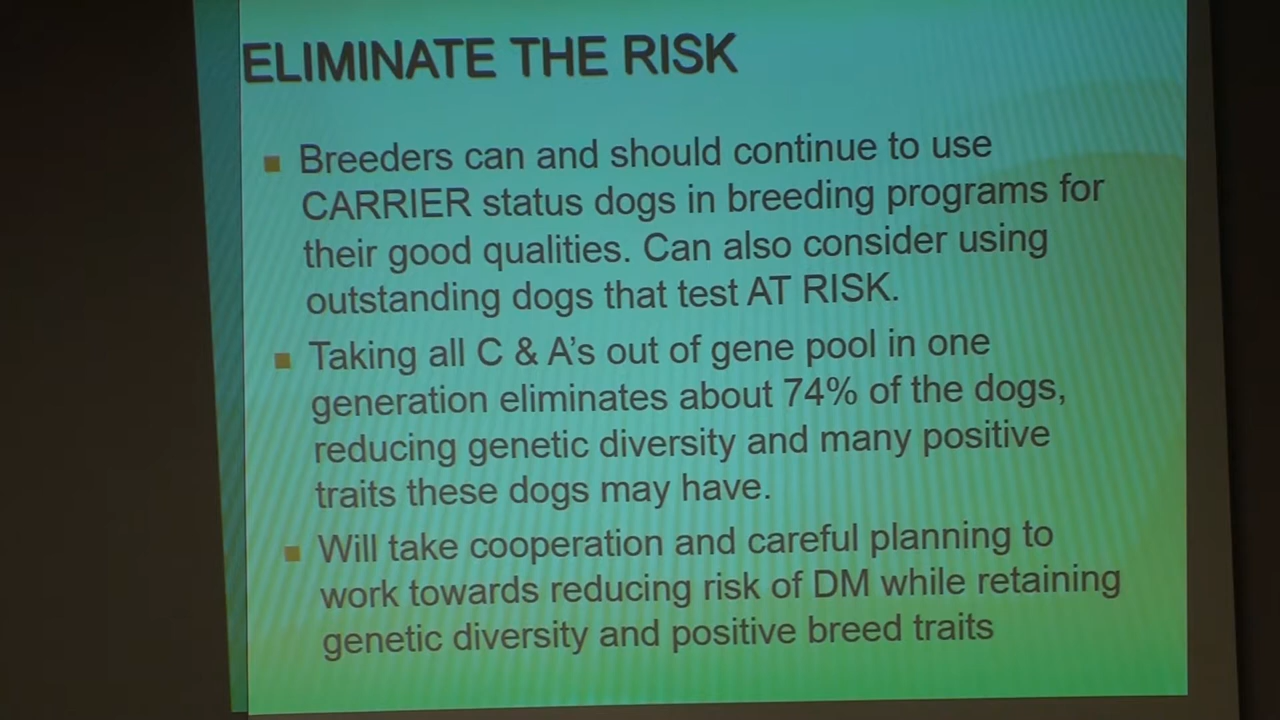 ELIMINATE THE RISK
Breeders can and should continue to use
CARRIER status dogs in breeding programs for
their good qualities. Can also consider using
outstanding dogs that test AT RISK.
Taking all C & A's out of gene pool in one
generation eliminates about 74% of the dogs,
reducing genetic diversity and many positive
traits these dogs may have.
Will take cooperation and careful planning to
work towards reducing risk of DM while retaining
genetic diversity and positive breed traits